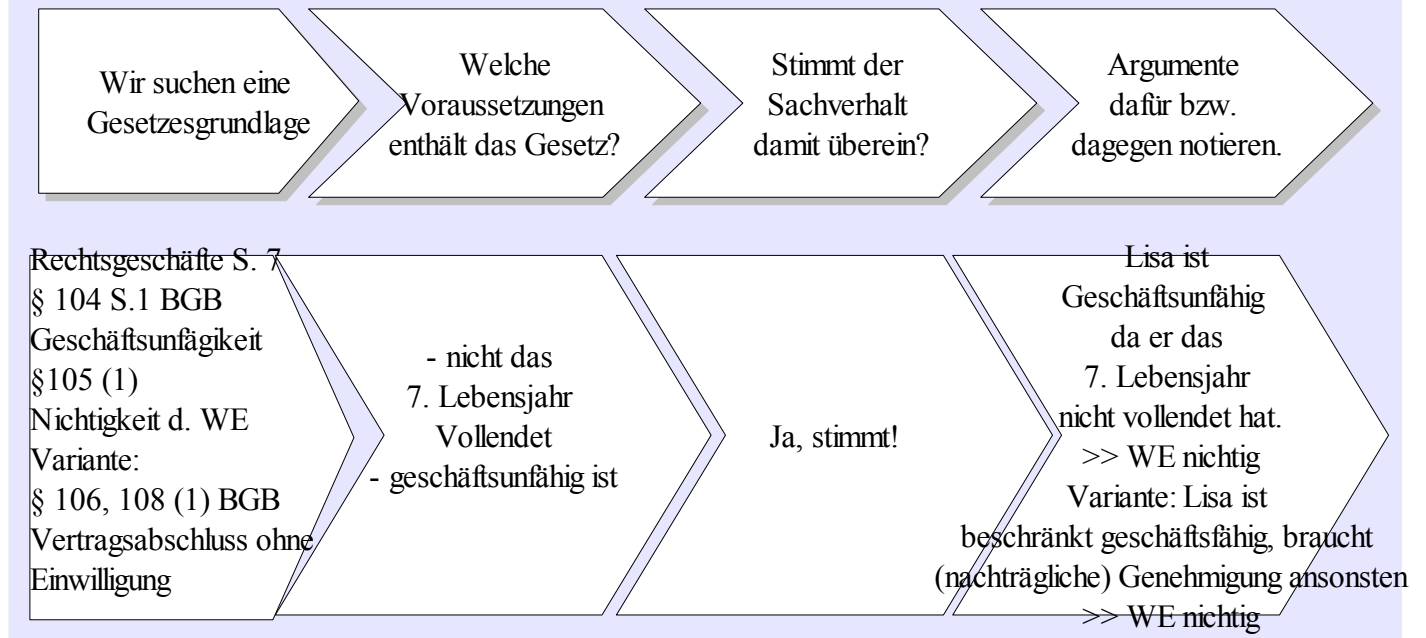 Wir suchen eine
Gesetzesgrundlage
Welche
Voraussetzungen
enthält das Gesetz?
Stimmt der
Sachverhalt
damit überein?
Argumente
dafür bzw.
dagegen notieren.
Rechtsgeschäfte S. 7
§ 104 S.1 BGB
Geschäftsunfägikeit
§105 (1)
Nichtigkeit d. WE
Variante:
§ 106, 108 (1) BGB
Vertragsabschluss ohne
Einwilligung
- nicht das
7. Lebensjahr
Vollendet
- geschäftsunfähig ist
Ja, stimmt!
Lisa ist
Geschäftsunfähig
da er das
7. Lebensjahr
nicht vollendet hat.
>> WE nichtig
Variante: Lisa ist
beschränkt geschäftsfähig, braucht
(nachträgliche) Genehmigung ansonsten
>> WE nichtig